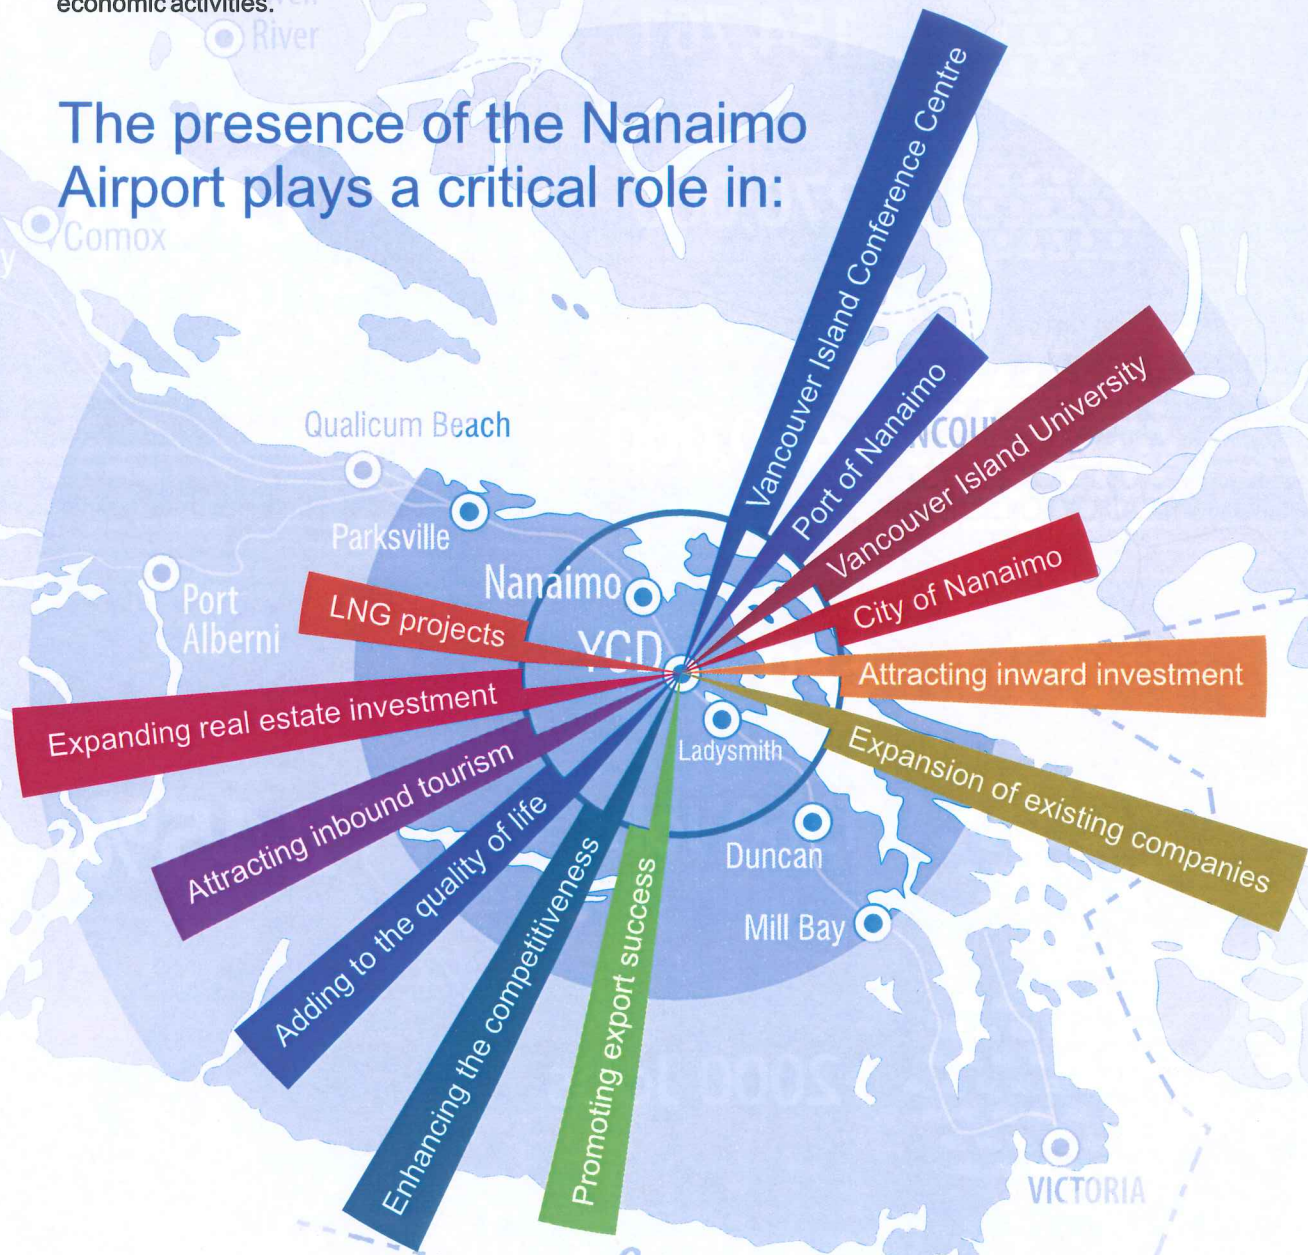 economic activities.
River
The presence of the Nanaimo
Airport plays a critical role in:
Comox
Vancouver Island Conference Centre
Port of Nanaimo
Vancouver Island University
City of Nanaimo
Attracting inward investment
Expansion of existing companies
Promoting export success
Enhancing the competitiveness
Adding to the quality of life
Attracting inbound tourism
Expanding real estate investment
LNG projects
Qualicum Beach
Parksville
Port
Alberni
Nanaimo
YCD
Ladysmith
Duncan
Mill Bay
VICTORIA